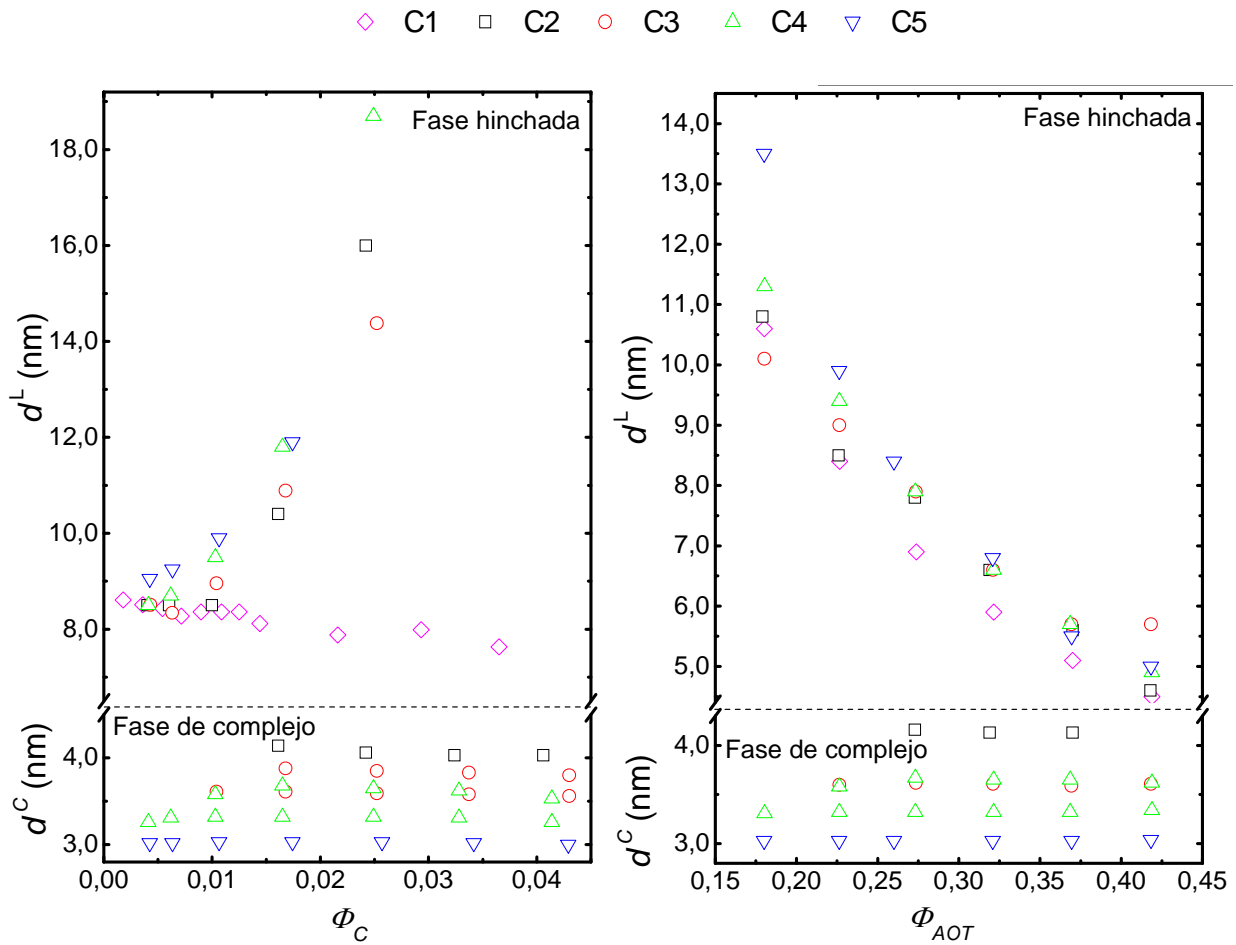 C1 C2 C3 C4 C5
Fase hinchada
18,0
16,0
14,0
12,0
10,0
8,0
d^L (nm)
Fase de complejo
4,0
3,0
d^C (nm)
0,00 0,01 0,02 0,03 0,04
Φ_C
Fase hinchada
14,0
13,0
12,0
11,0
10,0
9,0
8,0
7,0
6,0
5,0
d^L (nm)
Fase de complejo
4,0
3,0
d^C (nm)
0,15 0,20 0,25 0,30 0,35 0,40 0,45
Φ_AOT